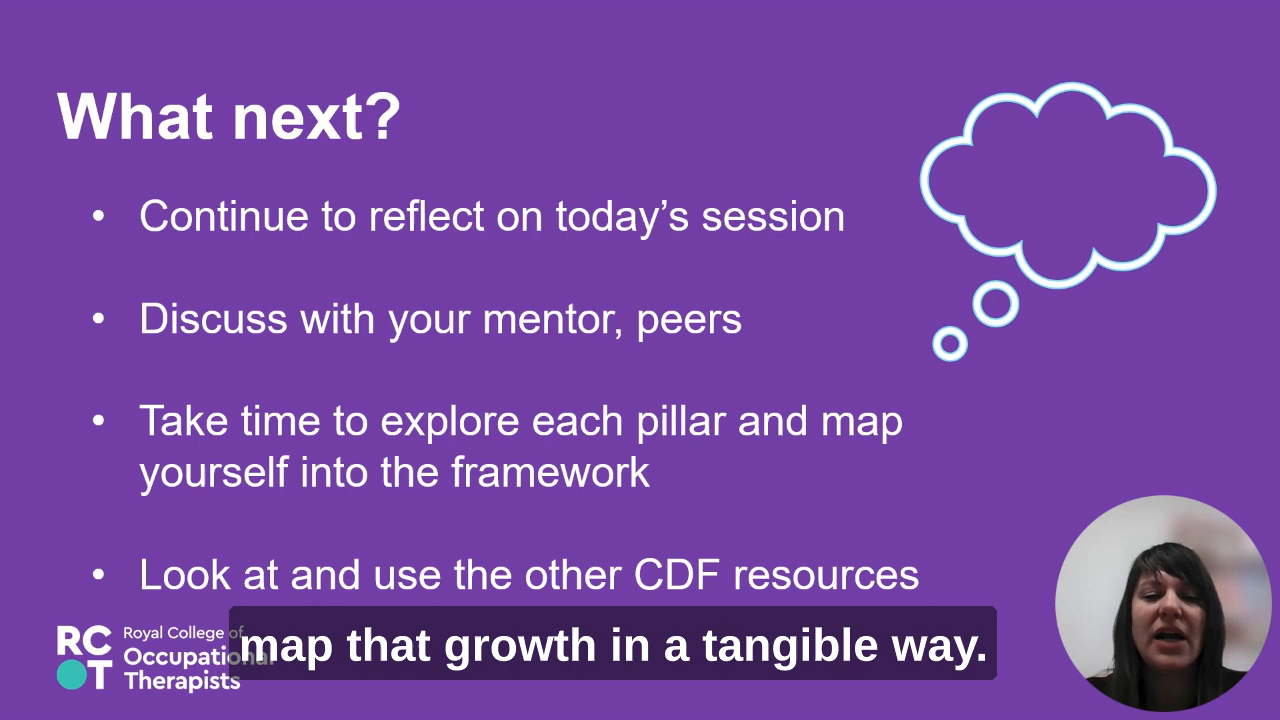 What next?
• Continue to reflect on today’s session
• Discuss with your mentor, peers
• Take time to explore each pillar and map
yourself into the framework
• Look at and use the other CDF resources
map that growth in a tangible way.
RC
OT
Royal College of
Occupational
Therapists